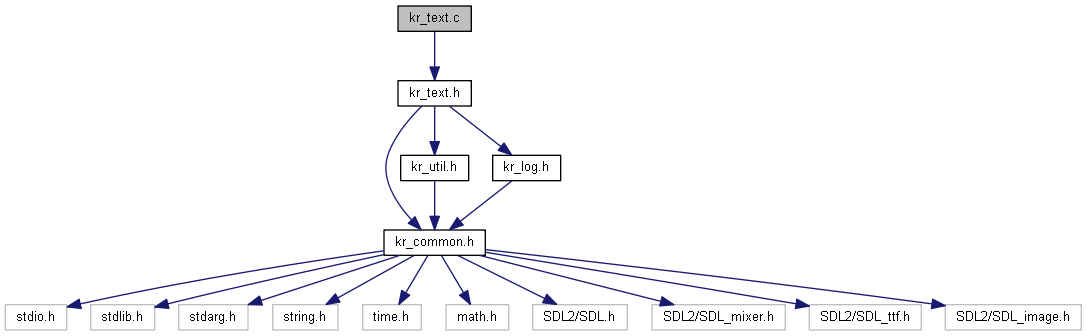 kr_text.c
kr_text.h
kr_util.h
kr_log.h
kr_common.h
stdio.h
stdlib.h
stdarg.h
string.h
time.h
math.h
SDL2/SDL.h
SDL2/SDL_mixer.h
SDL2/SDL_ttf.h
SDL2/SDL_image.h